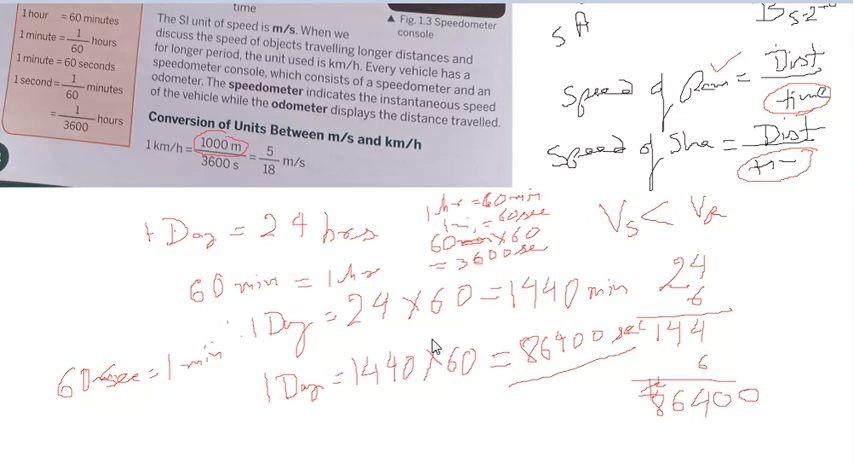 1 hour = 60 minutes
1 minute = 1/60 hours
1 minute = 60 seconds
1 second = 1/60 minutes
= 1/3600 hours
time
The SI unit of speed is m/s. When we
discuss the speed of objects travelling longer distances and
for longer period, the unit used is km/h. Every vehicle has a
speedometer console, which consists of a speedometer and an
odometer. The speedometer indicates the instantaneous speed
of the vehicle while the odometer displays the distance travelled.
▲ Fig. 1.3 Speedometer
console
Conversion of Units Between m/s and km/h
1 km/h = 1000 m/3600 s = 5/18 m/s
Speed of = Dist/time
Speed of Sha = Dist
1 Day = 24 hrs
60 min = 1 hr
1 Day = 24 × 60 = 1440 min
60 sec = 1 min
1 Day = 1440 × 60 = 86400 sec
1 hr = 60 min
1 min = 60 sec
60 × 60
= 3600 sec
Vs < VR
24
6
144
6
86400